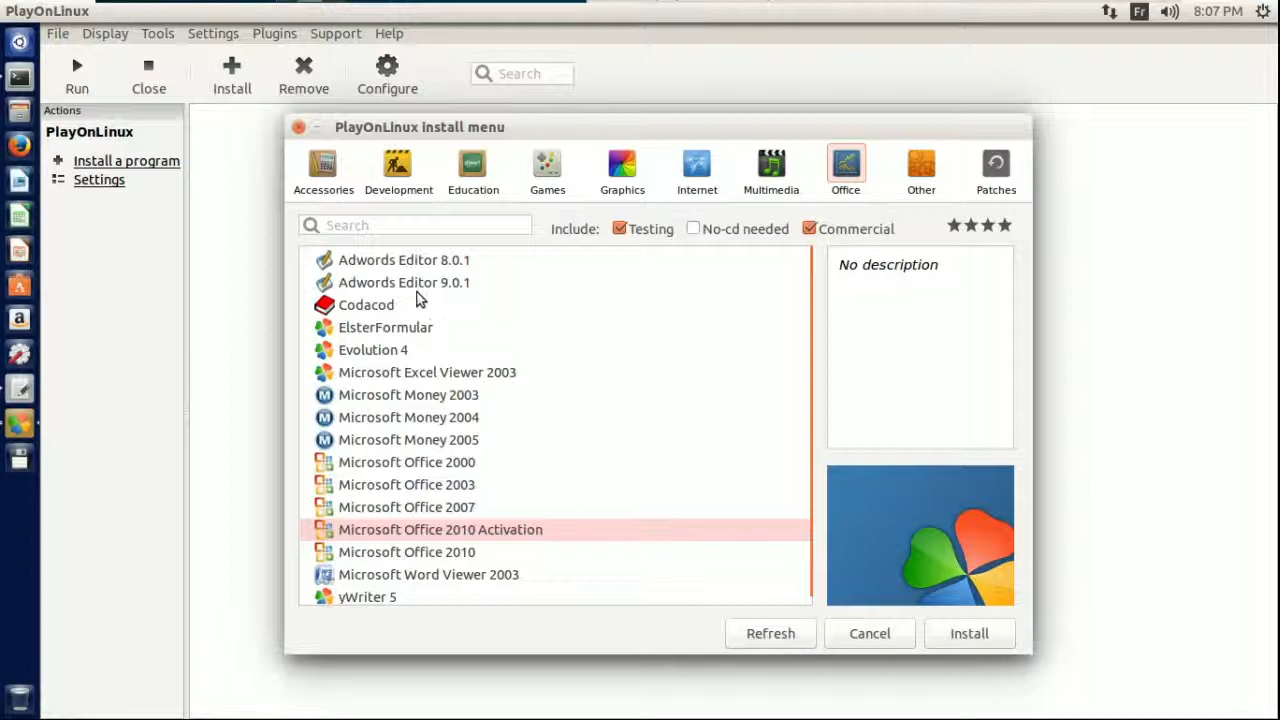 PlayOnLinux
Fr
8:07 PM
File Display Tools Settings Plugins Support Help
Run Close Install Remove Configure Search
Actions
PlayOnLinux
Install a program
Settings
PlayOnLinux install menu
Accessories Development Education Games Graphics Internet Multimedia Office Other Patches
Search Include: Testing No-cd needed Commercial
Adwords Editor 8.0.1
Adwords Editor 9.0.1
Codacod
ElsterFormular
Evolution 4
Microsoft Excel Viewer 2003
Microsoft Money 2003
Microsoft Money 2004
Microsoft Money 2005
Microsoft Office 2000
Microsoft Office 2003
Microsoft Office 2007
Microsoft Office 2010 Activation
Microsoft Office 2010
Microsoft Word Viewer 2003
yWriter 5
No description
Refresh Cancel Install